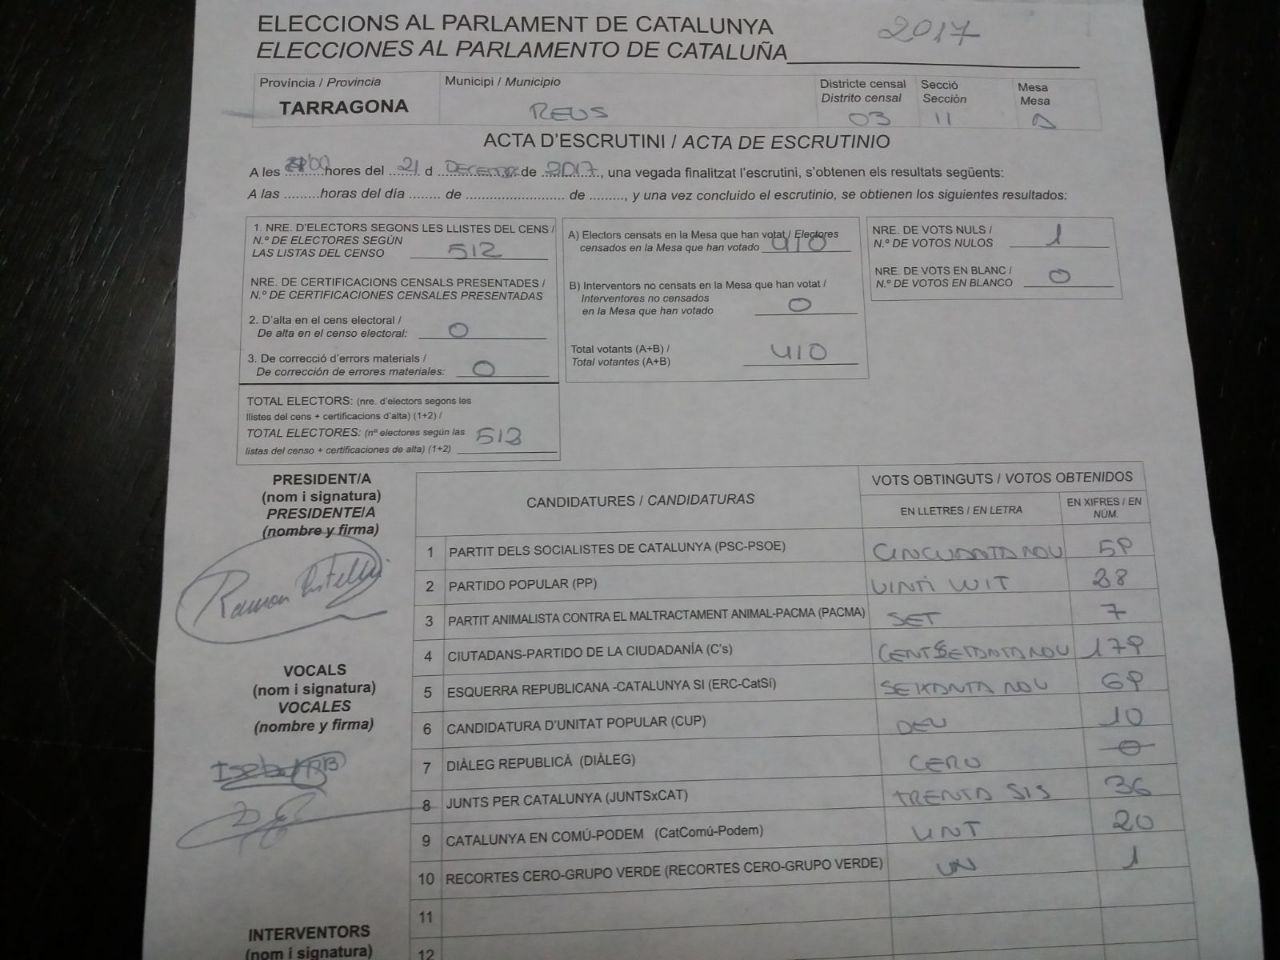 ELECCIONS AL PARLAMENT DE CATALUNYA
ELECCIONES AL PARLAMENTO DE CATALUÑA 2017
Província / Provincia
TARRAGONA
Municipi / Municipio
REUS
Districte censal
Distrito censal
03
Secció
Sección
11
Mesa
Mesa
A
ACTA D'ESCRUTINI / ACTA DE ESCRUTINIO
A les ........hores del 21 d DECEMBRE de 2017, una vegada finalitzat l'escrutini, s'obtenen els resultats següents:
A las .........horas del día ........ de ......................... de ........., y una vez concluido el escrutinio, se obtienen los siguientes resultados:
1. NRE. D'ELECTORS SEGONS LES LLISTES DEL CENS /
N.º DE ELECTORES SEGÚN
LAS LISTAS DEL CENSO 512
NRE. DE CERTIFICACIONS CENSALS PRESENTADES /
N.º DE CERTIFICACIONES CENSALES PRESENTADAS
2. D'alta en el cens electoral /
De alta en el censo electoral: 0
3. De correcció d'errors materials /
De corrección de errores materiales: 0
TOTAL ELECTORS: (nre. d'electors segons les
llistes del cens + certificacions d'alta) (1+2) /
TOTAL ELECTORES: (nº electores según las
listas del censo + certificaciones de alta) (1+2) 512
A) Electors censats en la Mesa que han votat / Electores
censados en la Mesa que han votado 410
B) Interventors no censats en la Mesa que han votat /
Interventores no censados
en la Mesa que han votado 0
Total votants (A+B) /
Total votantes (A+B) 410
NRE. DE VOTS NULS /
N.º DE VOTOS NULOS 1
NRE. DE VOTS EN BLANC /
N.º DE VOTOS EN BLANCO 0
PRESIDENT/A
(nom i signatura)
PRESIDENTE/A
(nombre y firma)
Ramon
VOCALS
(nom i signatura)
VOCALES
(nombre y firma)
INTERVENTORS
(nom i signatura)
CANDIDATURES / CANDIDATURAS
VOTS OBTINGUTS / VOTOS OBTENIDOS
EN LLETRES / EN LETRA
EN XIFRES / EN
NÚM.
1 PARTIT DELS SOCIALISTES DE CATALUNYA (PSC-PSOE) CINCUANTA NOU 59
2 PARTIDO POPULAR (PP) VINTI VUIT 28
3 PARTIT ANIMALISTA CONTRA EL MALTRACTAMENT ANIMAL-PACMA (PACMA) SET 7
4 CIUTADANS-PARTIDO DE LA CIUDADANÍA (C's) CENT SETANTA NOU 179
5 ESQUERRA REPUBLICANA -CATALUNYA SI (ERC-CatSí) SEIXANTA NOU 69
6 CANDIDATURA D'UNITAT POPULAR (CUP) DEU 10
7 DIÀLEG REPUBLICÀ (DIÀLEG) CERO 0
8 JUNTS PER CATALUNYA (JUNTSxCAT) TRENTA SIS 36
9 CATALUNYA EN COMÚ-PODEM (CatComú-Podem) VINT 20
10 RECORTES CERO-GRUPO VERDE (RECORTES CERO-GRUPO VERDE) UN 1
11
12